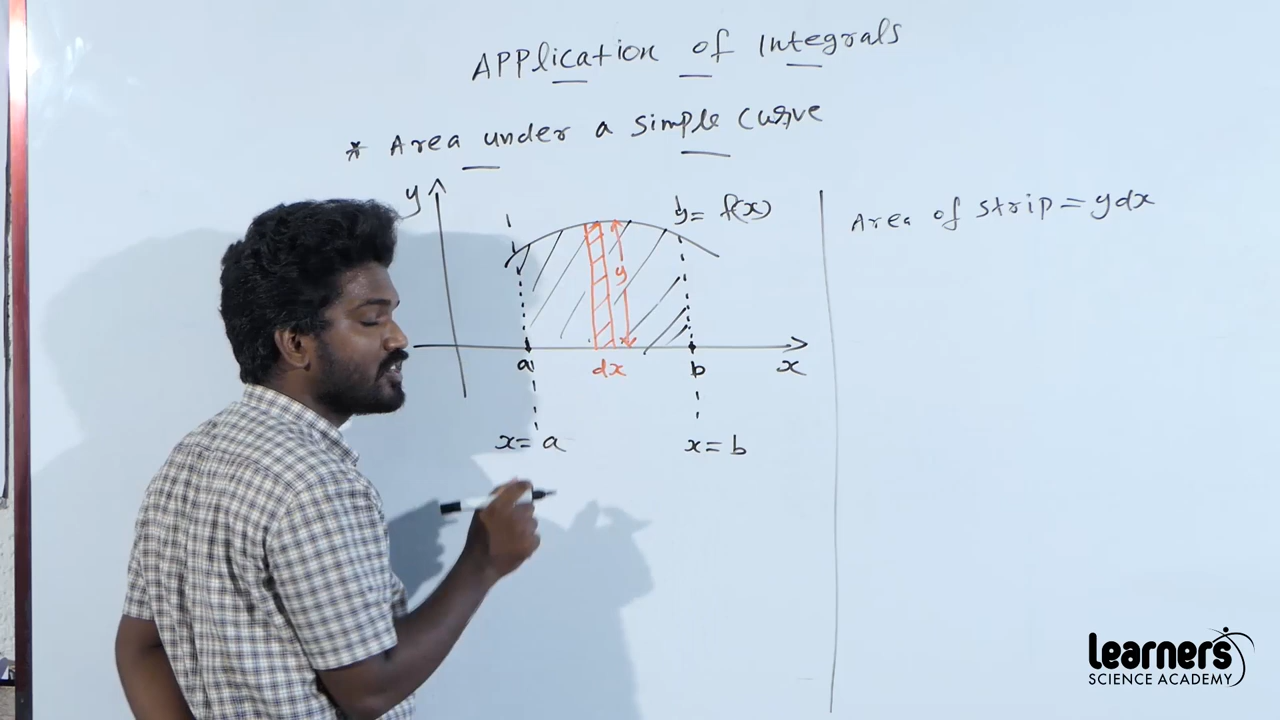 APPlication of Integrals
* Area under a simple Curve
y
y= f(x)
Area of strip = ydx
y
a
dx
b
x
x= a
x= b
Learners
SCIENCE ACADEMY